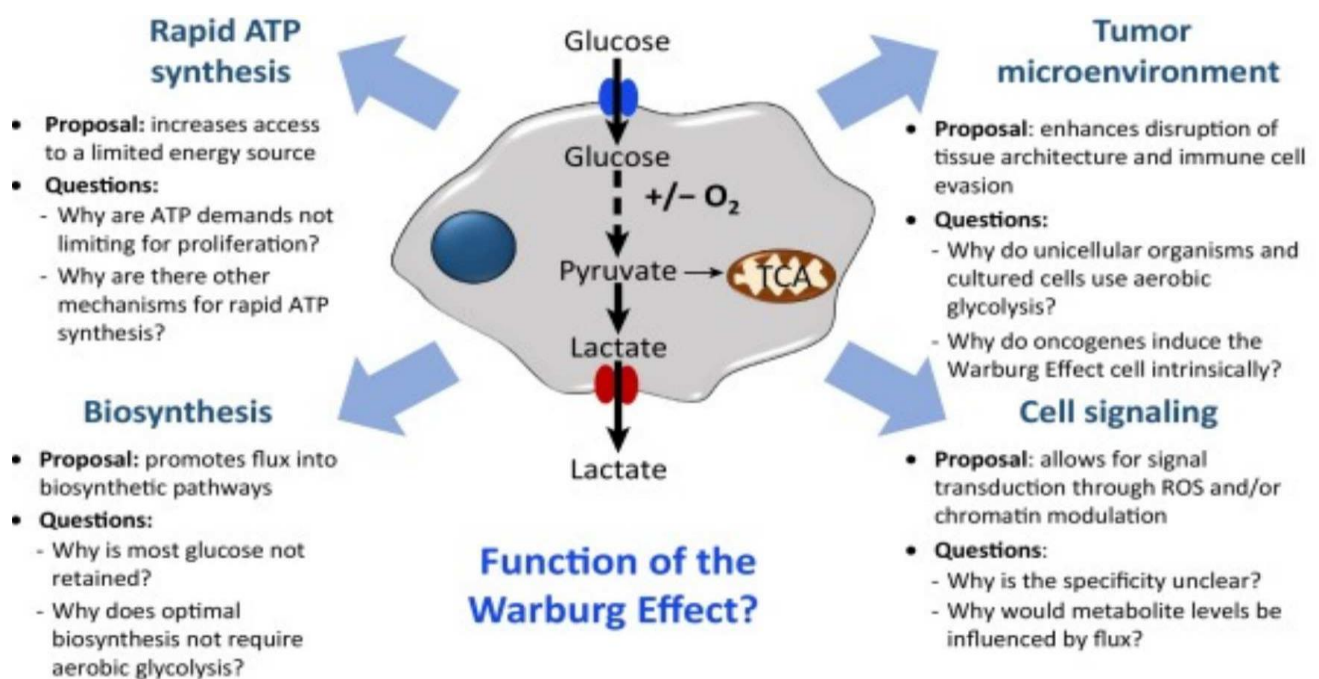 Rapid ATP
synthesis
• Proposal: increases access
to a limited energy source
• Questions:
- Why are ATP demands not
limiting for proliferation?
- Why are there other
mechanisms for rapid ATP
synthesis?
Biosynthesis
• Proposal: promotes flux into
biosynthetic pathways
• Questions:
- Why is most glucose not
retained?
- Why does optimal
biosynthesis not require
aerobic glycolysis?
Glucose
Glucose
+/− O₂
Pyruvate
TCA
Lactate
Lactate
Function of the
Warburg Effect?
Tumor
microenvironment
• Proposal: enhances disruption of
tissue architecture and immune cell
evasion
• Questions:
- Why do unicellular organisms and
cultured cells use aerobic
glycolysis?
- Why do oncogenes induce the
Warburg Effect cell intrinsically?
Cell signaling
• Proposal: allows for signal
transduction through ROS and/or
chromatin modulation
• Questions:
- Why is the specificity unclear?
- Why would metabolite levels be
influenced by flux?